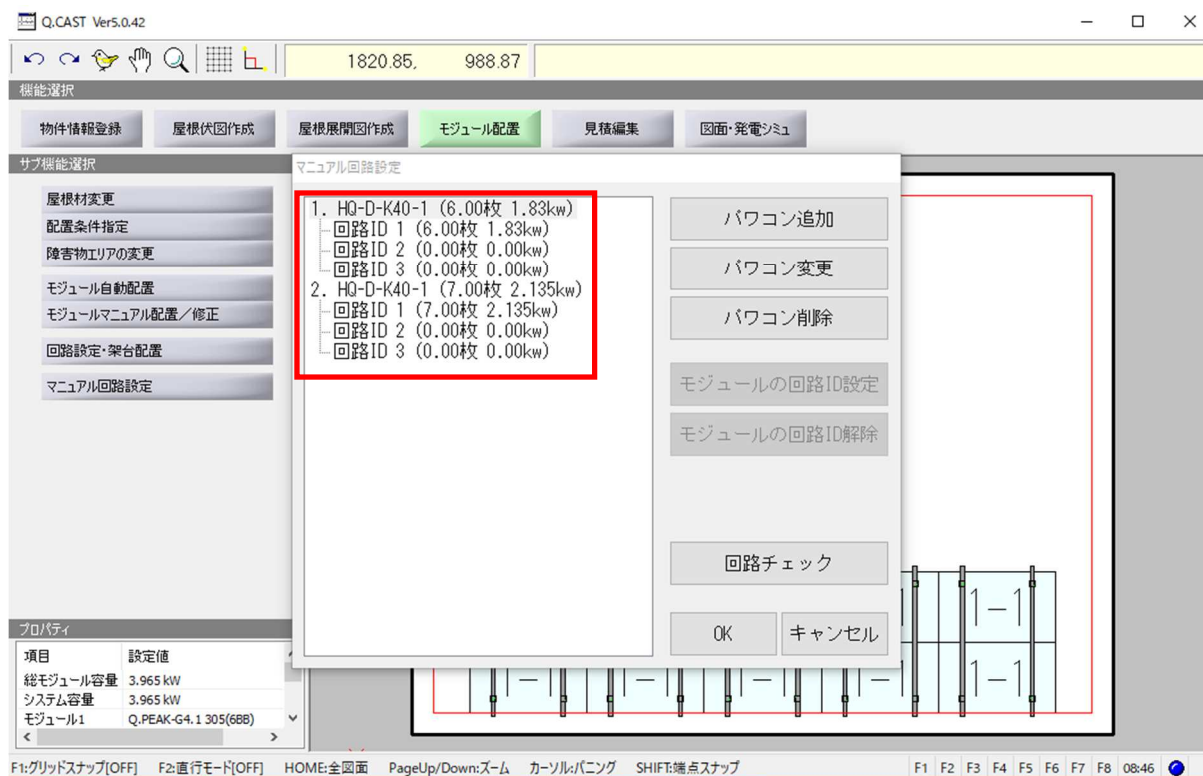 Q.CAST Ver5.0.42
1820.85, 988.87
機能選択
物件情報登録 屋根伏図作成 屋根展開図作成 モジュール配置 見積編集 図面・発電シミュ
サブ機能選択
屋根材変更
配置条件指定
障害物エリアの変更
モジュール自動配置
モジュールマニュアル配置／修正
回路設定・架台配置
マニュアル回路設定
マニュアル回路設定
1. HQ-D-K40-1 (6.00枚 1.83kw)
回路ID 1 (6.00枚 1.83kw)
回路ID 2 (0.00枚 0.00kw)
回路ID 3 (0.00枚 0.00kw)
2. HQ-D-K40-1 (7.00枚 2.135kw)
回路ID 1 (7.00枚 2.135kw)
回路ID 2 (0.00枚 0.00kw)
回路ID 3 (0.00枚 0.00kw)
パワコン追加
パワコン変更
パワコン削除
モジュールの回路ID設定
モジュールの回路ID解除
回路チェック
OK キャンセル
1-1
1-1
プロパティ
項目 設定値
総モジュール容量 3.965 kW
システム容量 3.965 kW
モジュール1 Q.PEAK-G4.1 305(6BB)
F1:グリッドスナップ[OFF] F2:直行モード[OFF] HOME:全図面 PageUp/Down:ズーム カーソル:パニング SHIFT:端点スナップ F1 F2 F3 F4 F5 F6 F7 F8 08:46